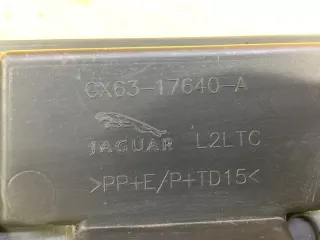 CX63-17640-A
JAGUAR L2LTC
>PP+E/P+TD15<